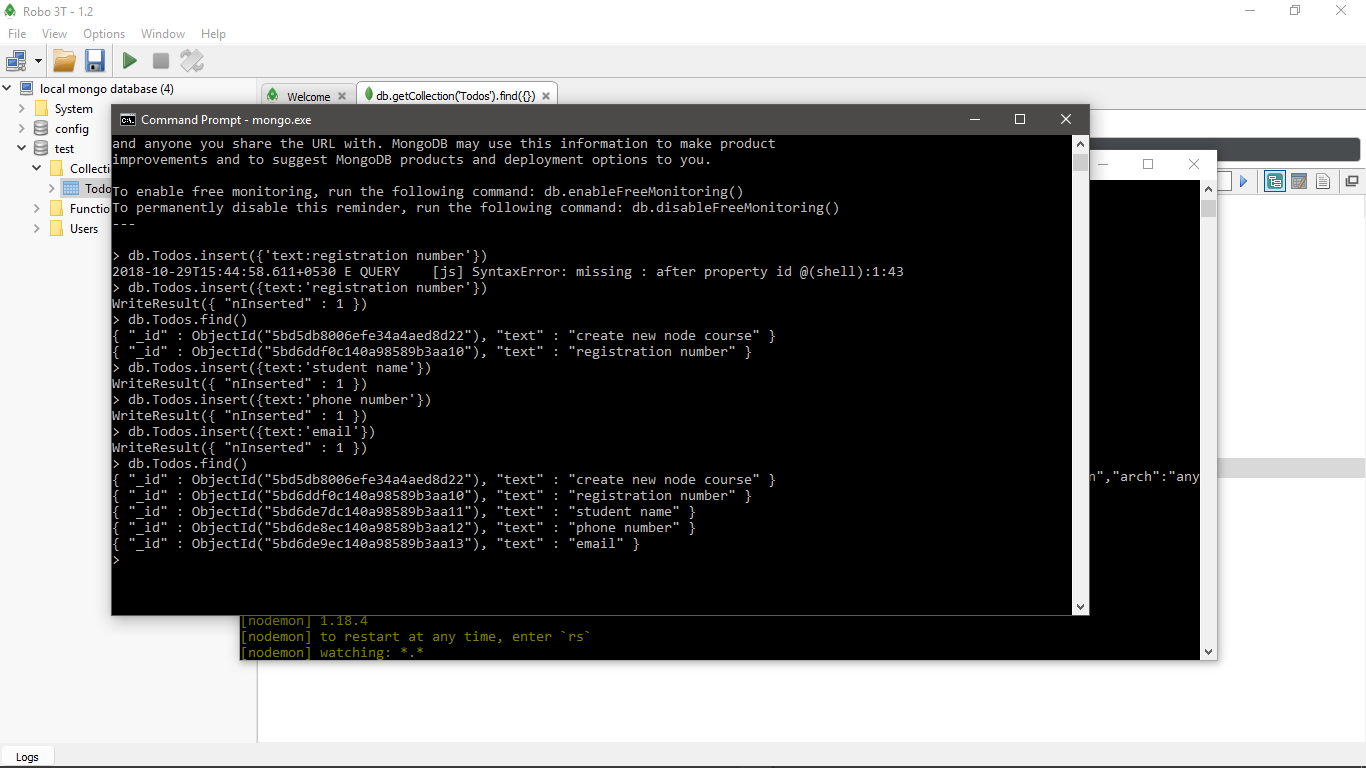 Robo 3T - 1.2
File View Options Window Help
local mongo database (4)
System
config
test
Collecti
Todo
Functio
Users
Welcome
db.getCollection('Todos').find({})
Command Prompt - mongo.exe
and anyone you share the URL with. MongoDB may use this information to make product
improvements and to suggest MongoDB products and deployment options to you.
To enable free monitoring, run the following command: db.enableFreeMonitoring()
To permanently disable this reminder, run the following command: db.disableFreeMonitoring()
---
> db.Todos.insert({'text:registration number'})
2018-10-29T15:44:58.611+0530 E QUERY    [js] SyntaxError: missing : after property id @(shell):1:43
> db.Todos.insert({text:'registration number'})
WriteResult({ "nInserted" : 1 })
> db.Todos.find()
{ "_id" : ObjectId("5bd5db8006efe34a4aed8d22"), "text" : "create new node course" }
{ "_id" : ObjectId("5bd6ddf0c140a98589b3aa10"), "text" : "registration number" }
> db.Todos.insert({text:'student name'})
WriteResult({ "nInserted" : 1 })
> db.Todos.insert({text:'phone number'})
WriteResult({ "nInserted" : 1 })
> db.Todos.insert({text:'email'})
WriteResult({ "nInserted" : 1 })
> db.Todos.find()
{ "_id" : ObjectId("5bd5db8006efe34a4aed8d22"), "text" : "create new node course" }
{ "_id" : ObjectId("5bd6ddf0c140a98589b3aa10"), "text" : "registration number" }
{ "_id" : ObjectId("5bd6de7dc140a98589b3aa11"), "text" : "student name" }
{ "_id" : ObjectId("5bd6de8ec140a98589b3aa12"), "text" : "phone number" }
{ "_id" : ObjectId("5bd6de9ec140a98589b3aa13"), "text" : "email" }
>
n","arch":"any
[nodemon] 1.18.4
[nodemon] to restart at any time, enter `rs`
[nodemon] watching: *.*
Logs